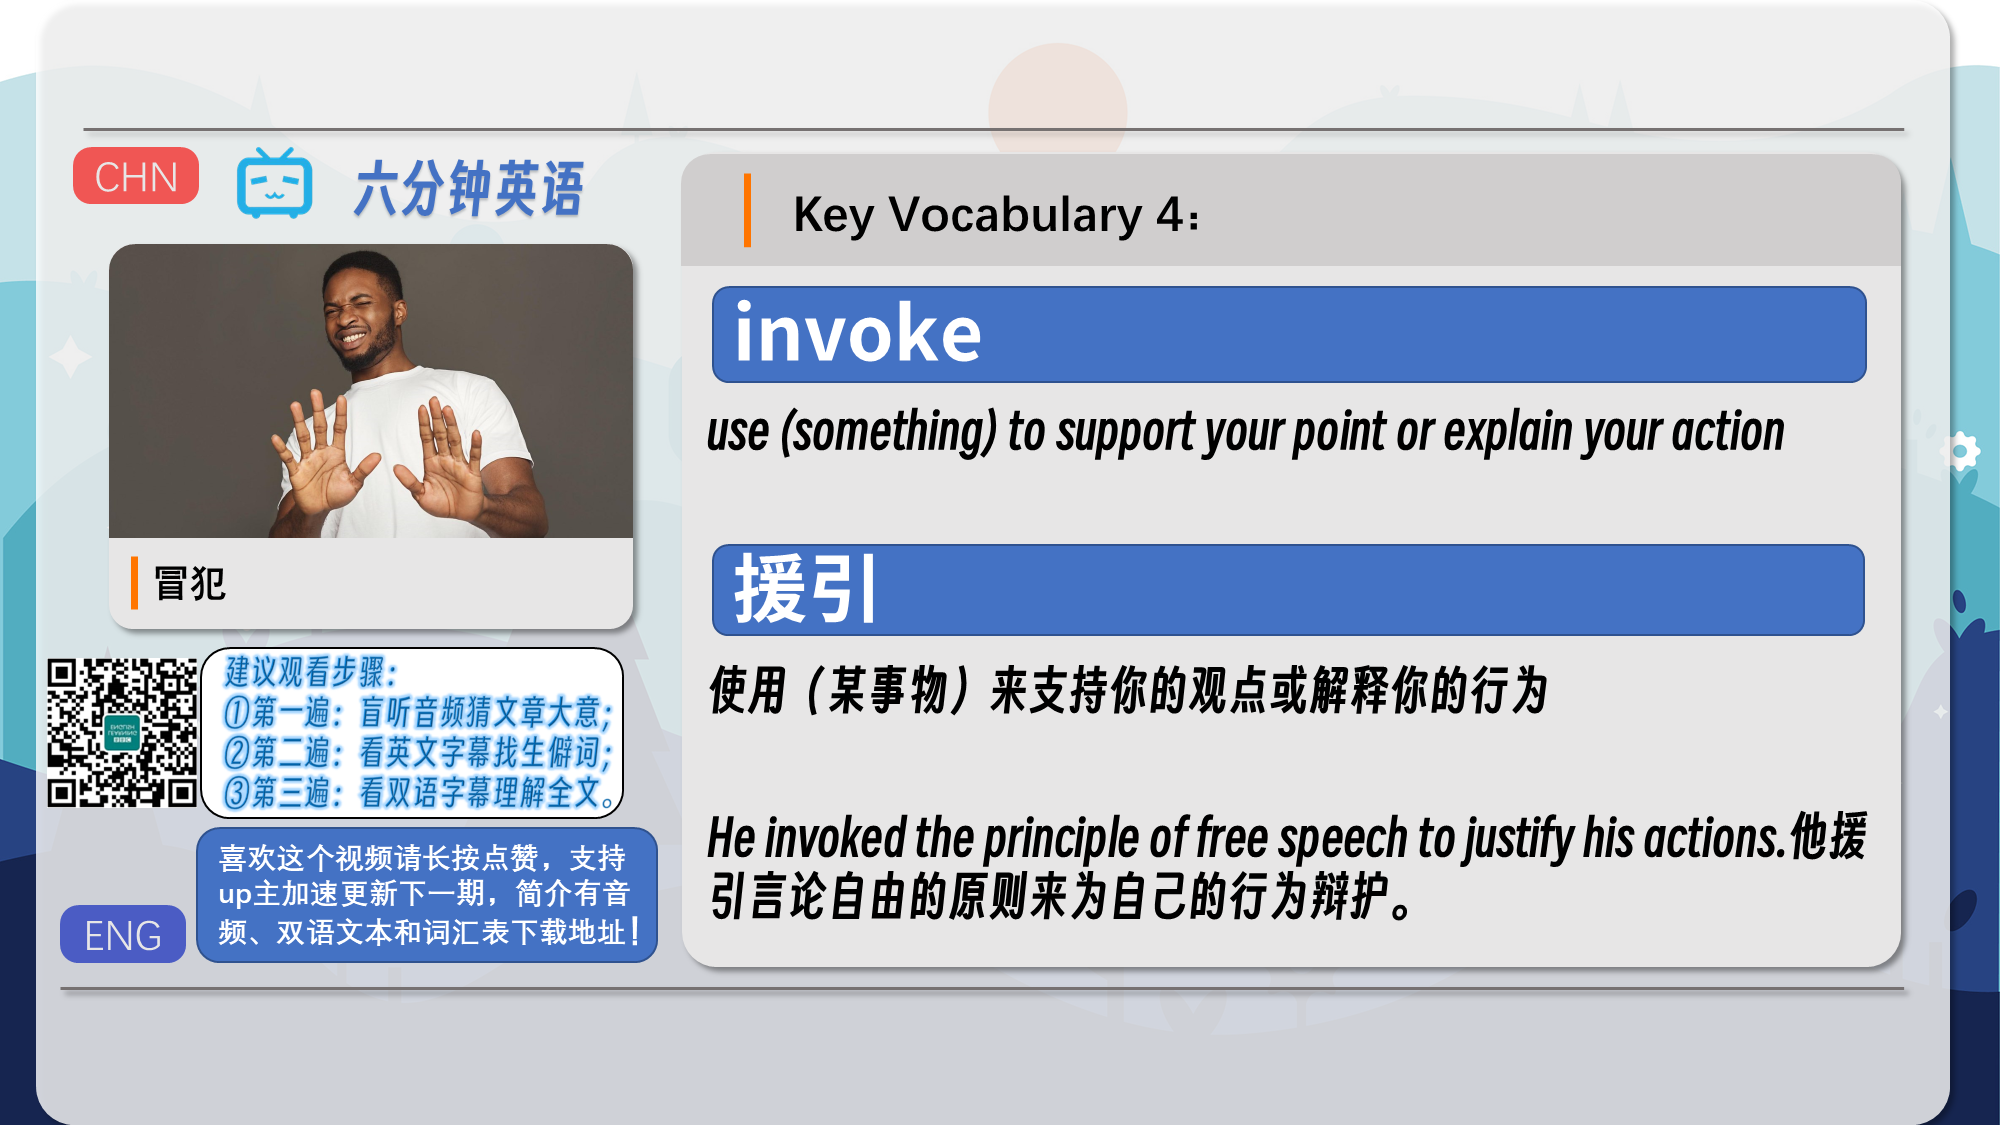 CHN
六分钟英语
冒犯
建议观看步骤：
①第一遍：盲听音频猜文章大意；
②第二遍：看英文字幕找生僻词；
③第三遍：看双语字幕理解全文。
喜欢这个视频请长按点赞，支持
up主加速更新下一期，简介有音
频、双语文本和词汇表下载地址！
ENG
Key Vocabulary 4：
invoke
use (something) to support your point or explain your action
援引
使用（某事物）来支持你的观点或解释你的行为
He invoked the principle of free speech to justify his actions.他援
引言论自由的原则来为自己的行为辩护。